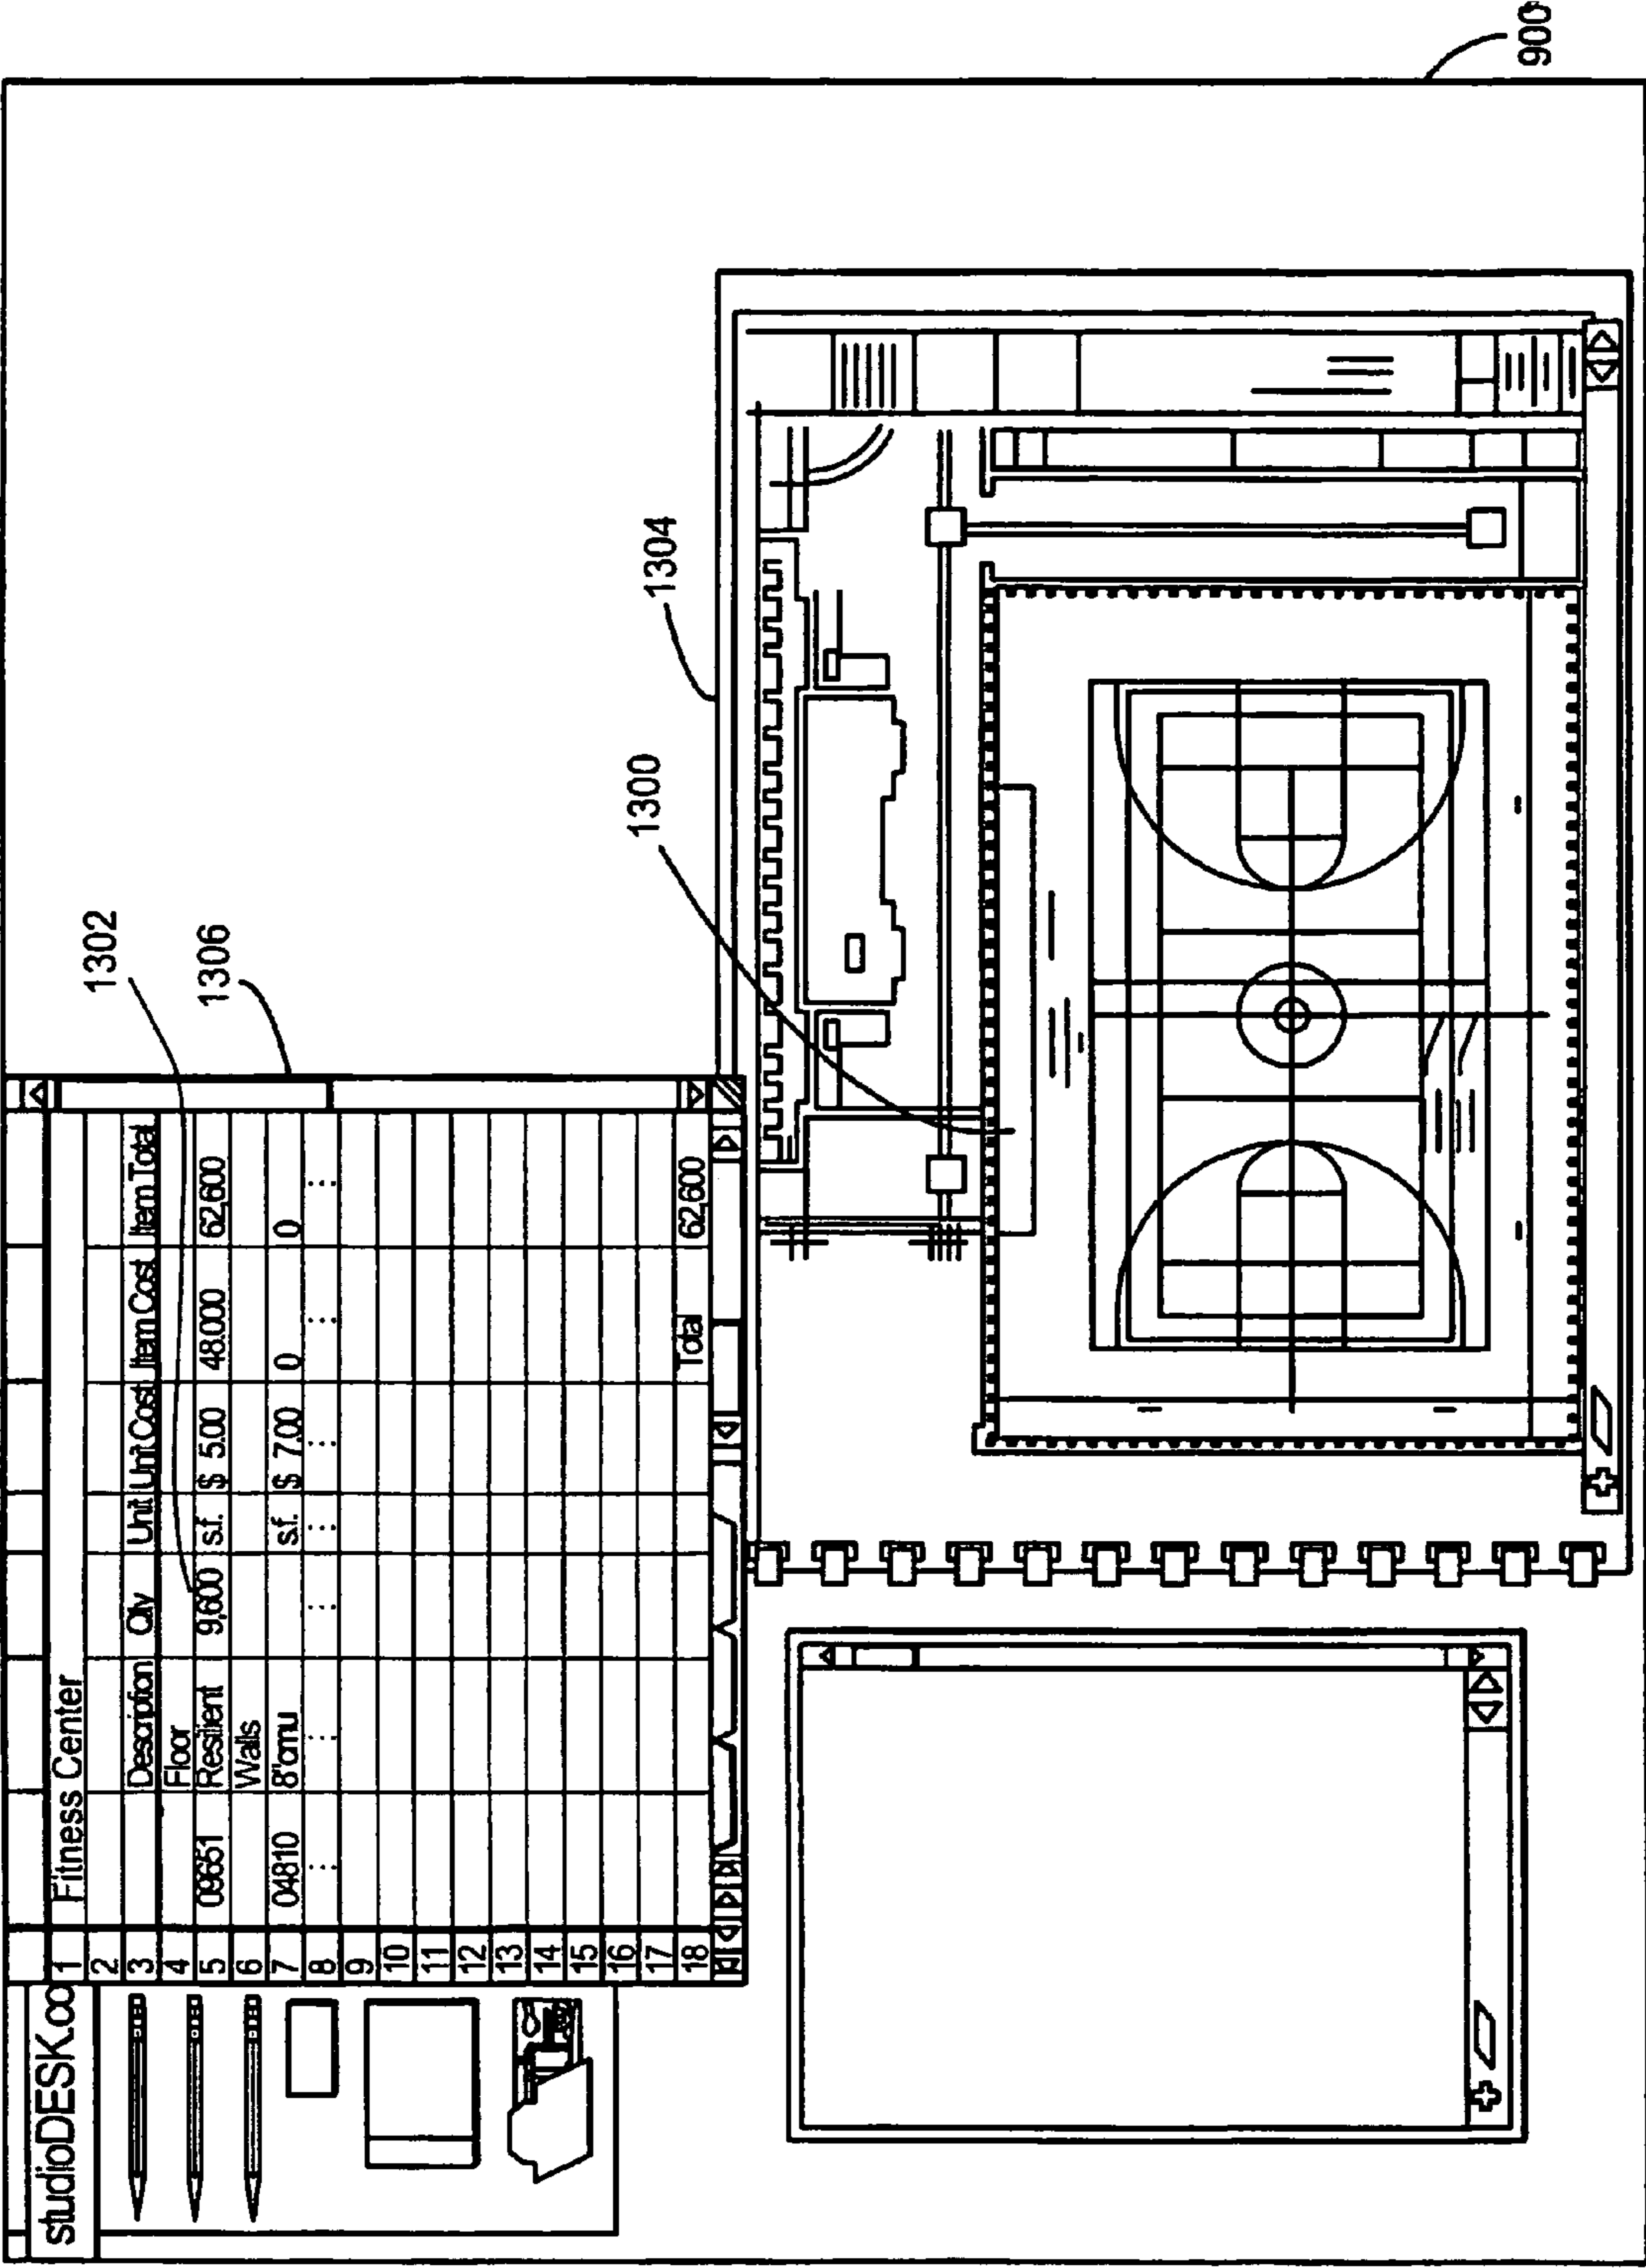 studioDESK.co
1 Fitness Center
2
3 Description Qty Unit Unit Cost Item Cost Item Total
4 Floor
5 09651 Resilient 9,600 s.f. $ 5.00 48.000 62,600
6 Walls
7 04810 8"cmu s.f. $ 7.00 0 0
8 ... ... ... ... ... ... ...
9
10
11
12
13
14
15
16
17
18 Total 62,600
1302
1306
1300
1304
900